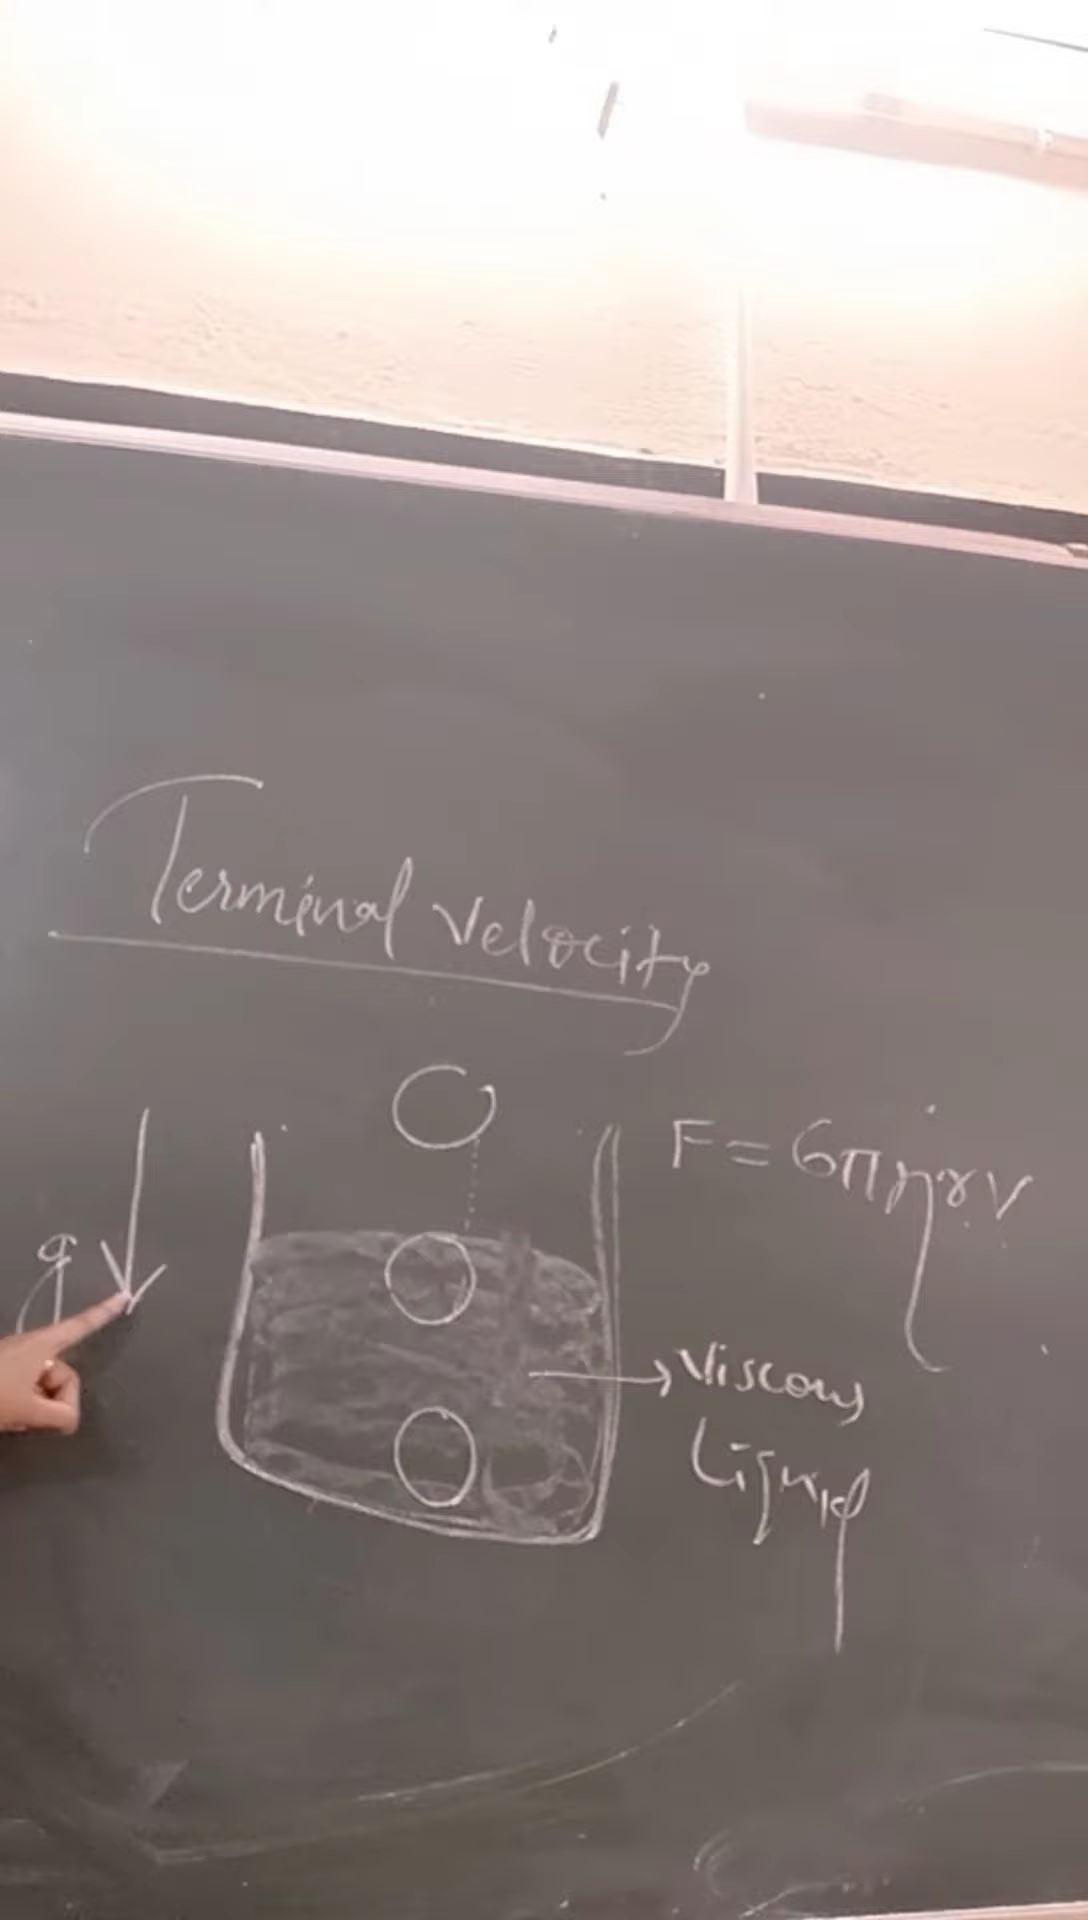 Terminal Velocity
F = 6πηrv
g
Viscous
Liquid